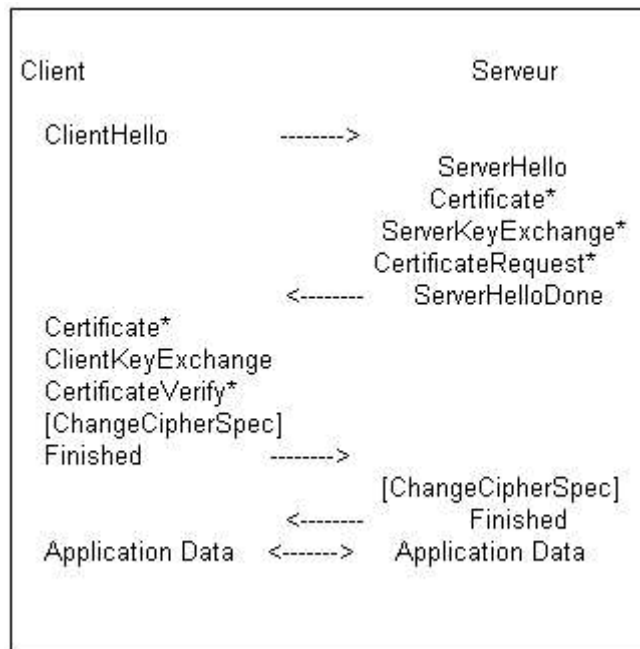 Client Serveur
ClientHello -------->
ServerHello
Certificate*
ServerKeyExchange*
CertificateRequest*
<-------- ServerHelloDone
Certificate*
ClientKeyExchange
CertificateVerify*
[ChangeCipherSpec]
Finished -------->
[ChangeCipherSpec]
<-------- Finished
Application Data <-------> Application Data